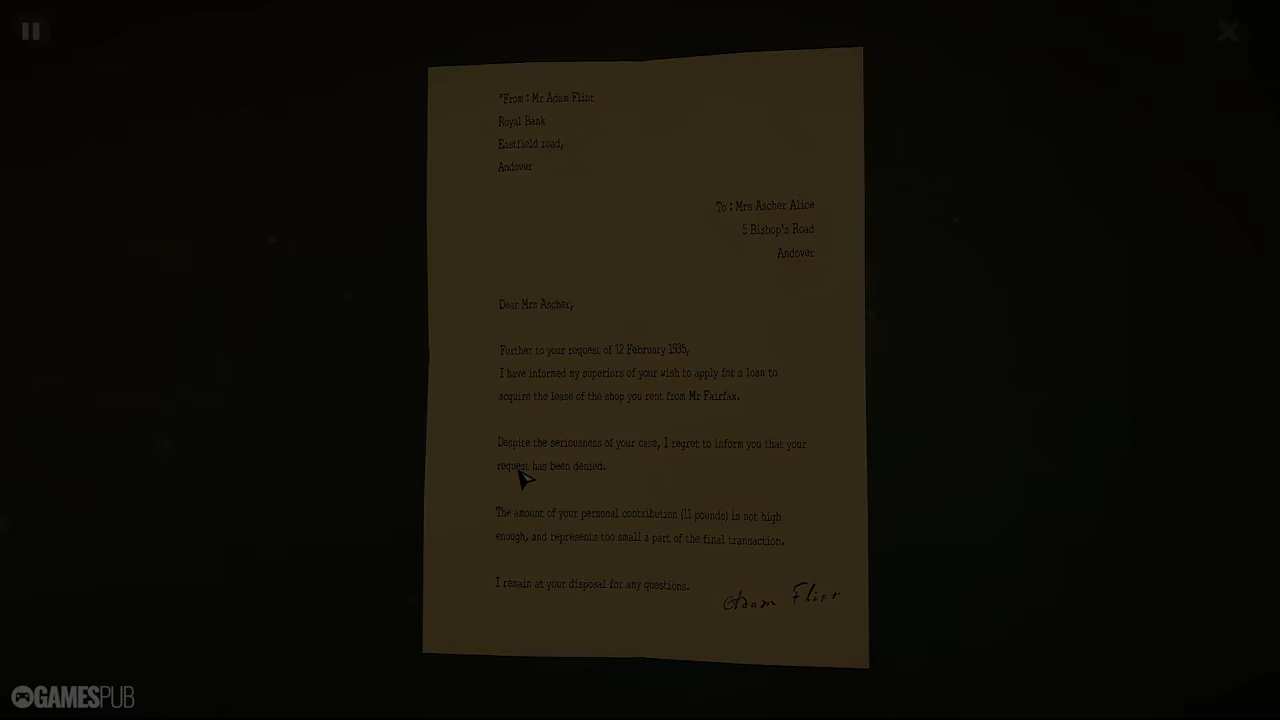 "From : Mr Adam Flint
Royal Bank
Eastfield road,
Andover
To : Mrs Ascher Alice
5 Bishop's Road
Andover
Dear Mrs Ascher,
Further to your request of 12 February 1935,
I have informed my superiors of your wish to apply for a loan to
acquire the lease of the shop you rent from Mr Fairfax.
Despite the seriousness of your case, I regret to inform you that your
request has been denied.
The amount of your personal contribution (11 pounds) is not high
enough, and represents too small a part of the final transaction.
I remain at your disposal for any questions.
Adam Flint
GAMESPUB